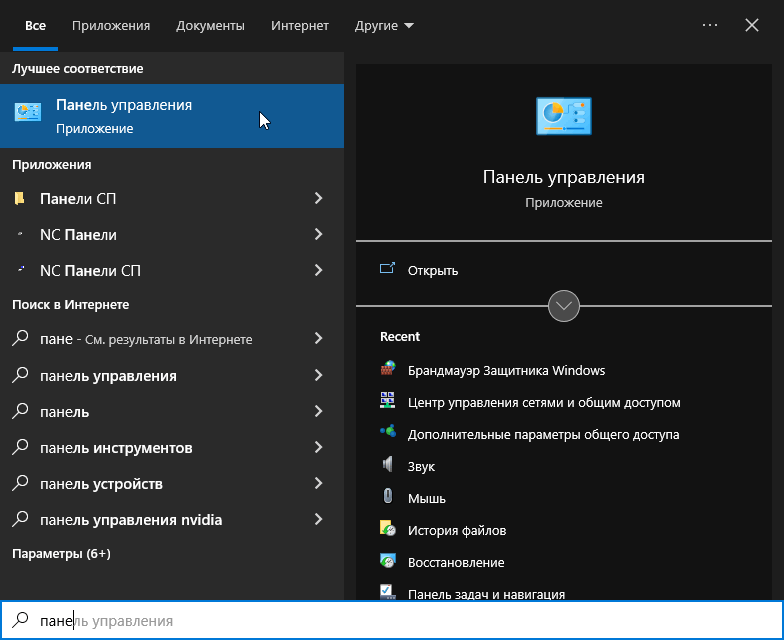 Все Приложения Документы Интернет Другие
Лучшее соответствие
Панель управления
Приложение
Приложения
Панели СП
NC Панели
NC Панели СП
Поиск в Интернете
пане - См. результаты в Интернете
панель управления
панель
панель инструментов
панель устройств
панель управления nvidia
Параметры (6+)
Панель управления
Приложение
Открыть
Recent
Брандмауэр Защитника Windows
Центр управления сетями и общим доступом
Дополнительные параметры общего доступа
Звук
Мышь
История файлов
Восстановление
Панель задач и навигация
панель управления